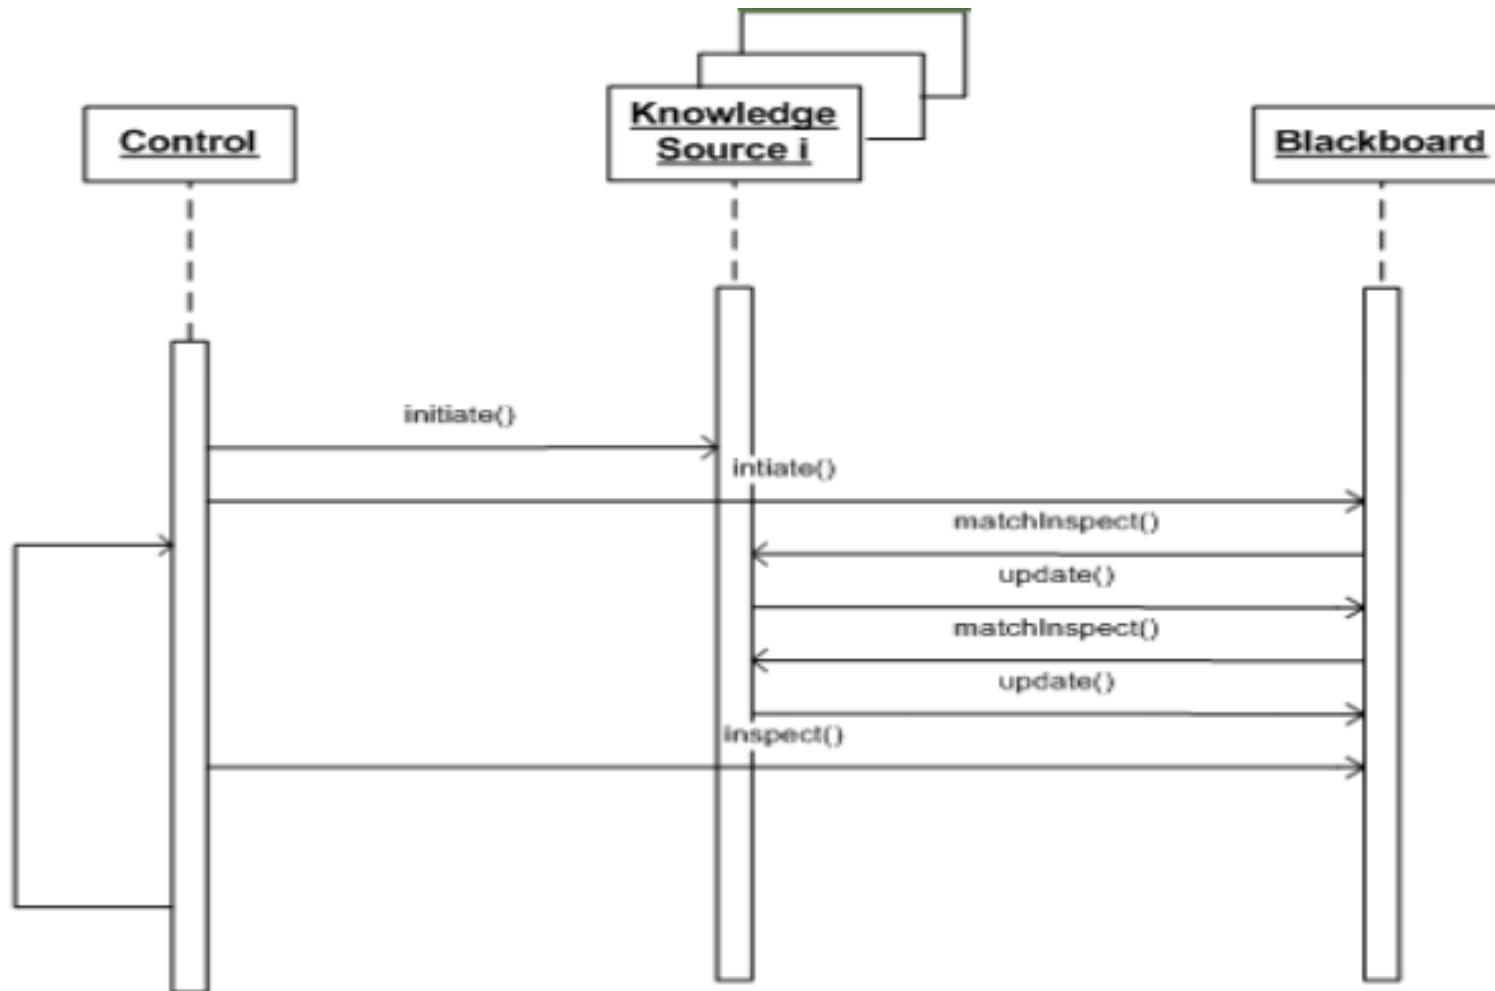 Control
Knowledge
Source i
Blackboard
initiate()
intiate()
matchInspect()
update()
matchInspect()
update()
inspect()